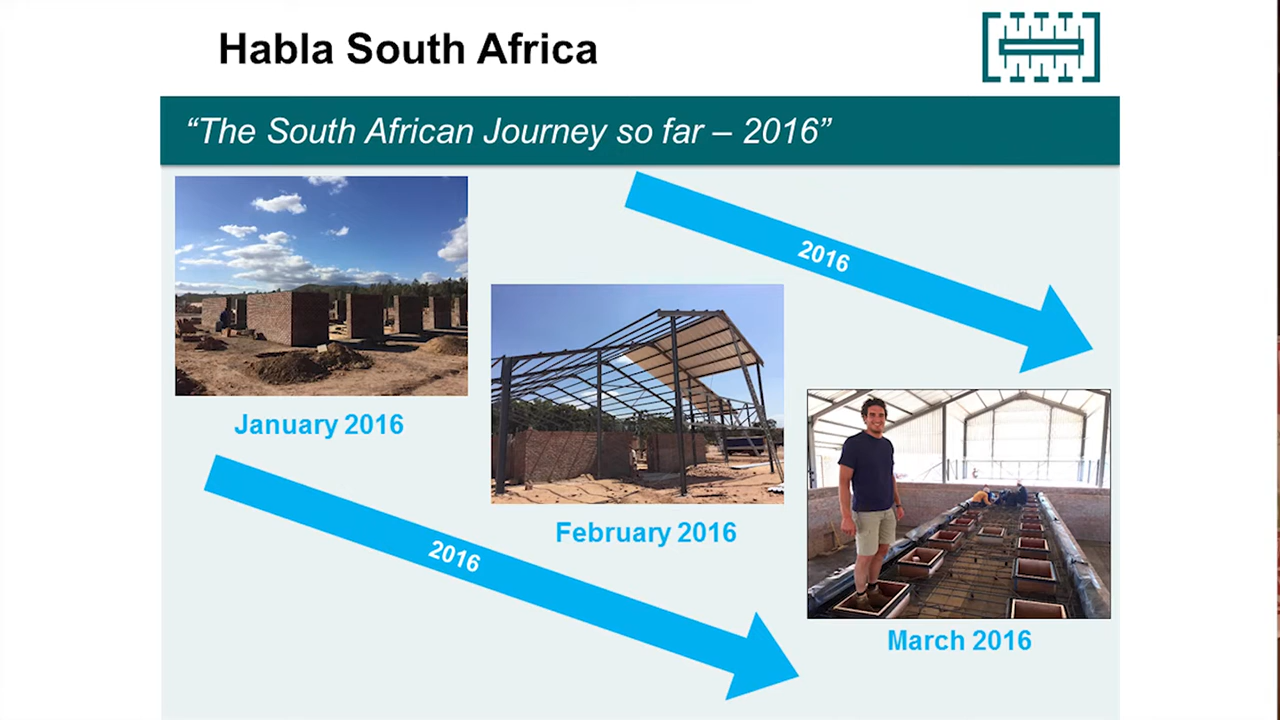 Habla South Africa
“The South African Journey so far – 2016”
2016
January 2016
February 2016
2016
March 2016